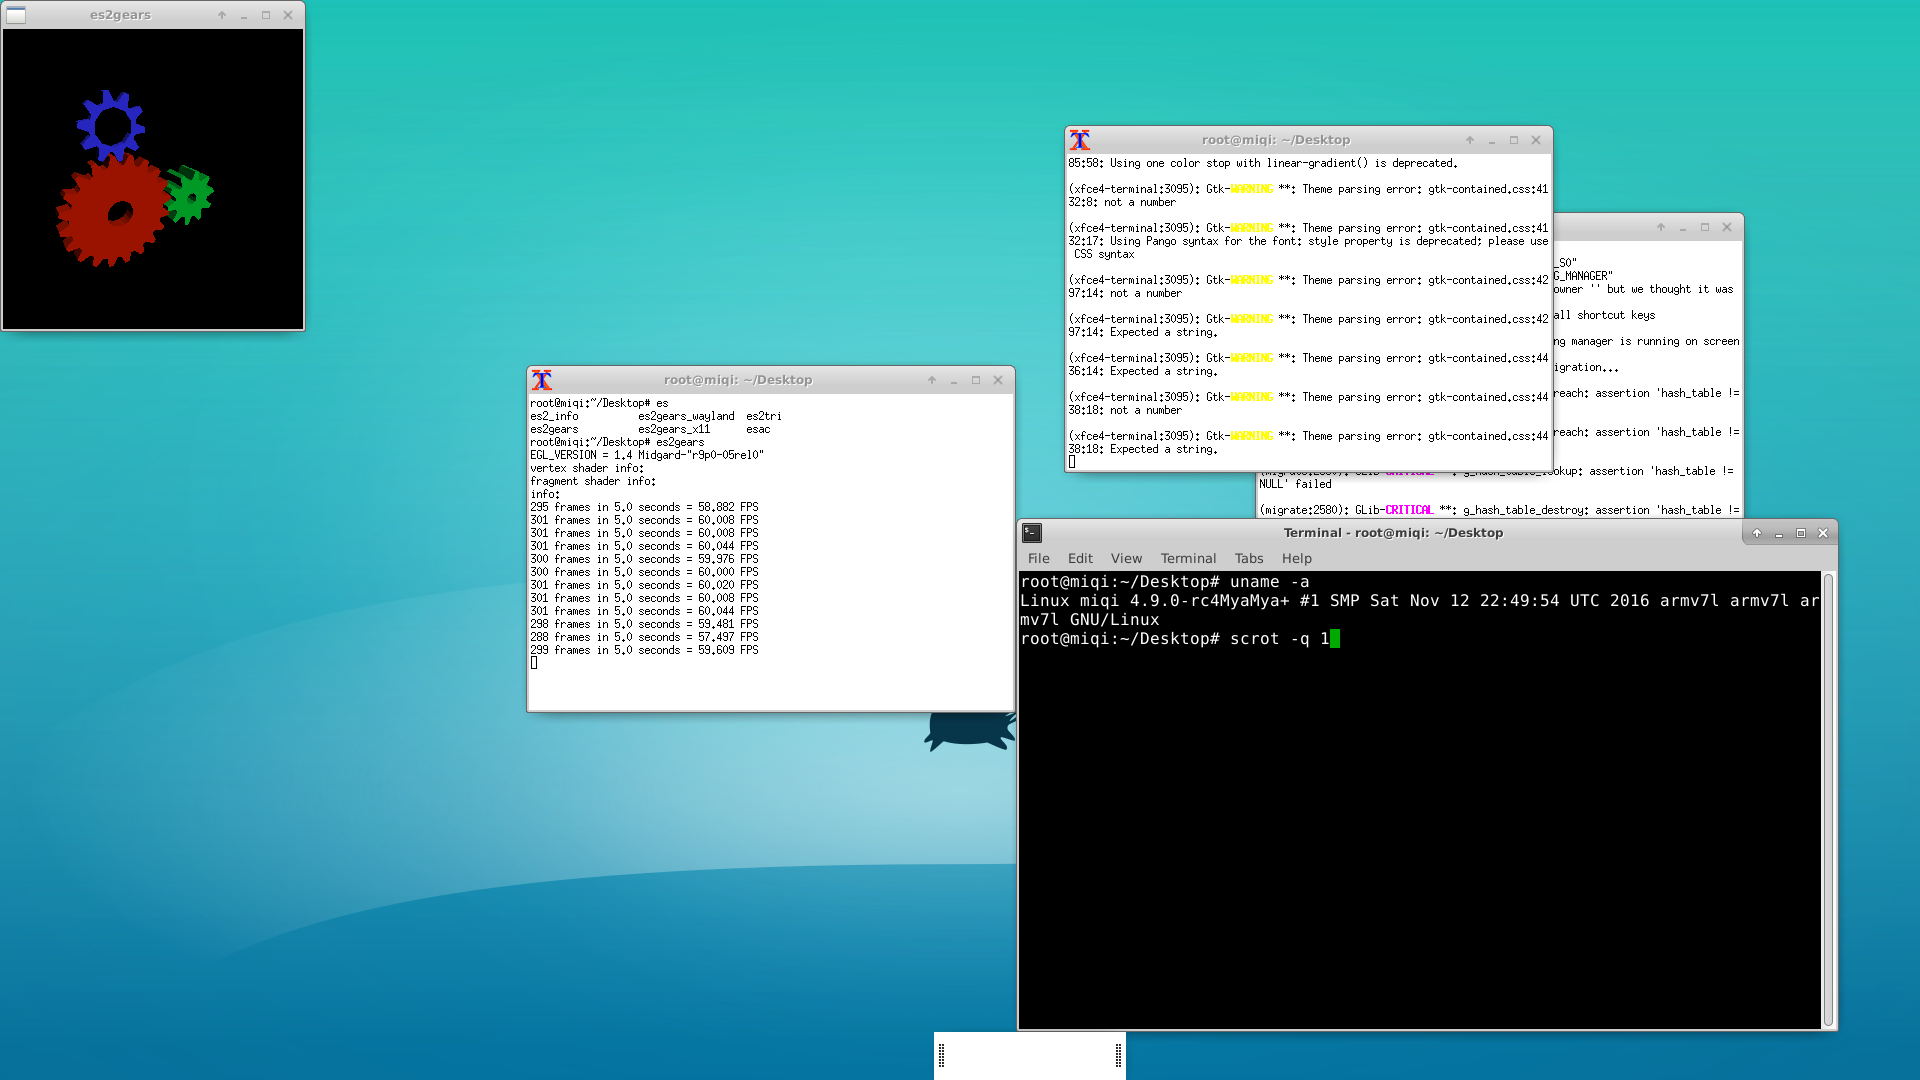 es2gears
root@miqi: ~/Desktop
85:58: Using one color stop with linear-gradient() is deprecated.
(xfce4-terminal:3095): Gtk-WARNING **: Theme parsing error: gtk-contained.css:41
32:8: not a number
(xfce4-terminal:3095): Gtk-WARNING **: Theme parsing error: gtk-contained.css:41
32:17: Using Pango syntax for the font: style property is deprecated; please use
CSS syntax
(xfce4-terminal:3095): Gtk-WARNING **: Theme parsing error: gtk-contained.css:42
97:14: not a number
(xfce4-terminal:3095): Gtk-WARNING **: Theme parsing error: gtk-contained.css:42
97:14: Expected a string.
(xfce4-terminal:3095): Gtk-WARNING **: Theme parsing error: gtk-contained.css:44
36:14: Expected a string.
(xfce4-terminal:3095): Gtk-WARNING **: Theme parsing error: gtk-contained.css:44
38:18: not a number
(xfce4-terminal:3095): Gtk-WARNING **: Theme parsing error: gtk-contained.css:44
38:18: Expected a string.
_SO"
G_MANAGER"
owner '' but we thought it was
all shortcut keys
ng manager is running on screen
igration...
reach: assertion 'hash_table !=
reach: assertion 'hash_table !=
ookup: assertion 'hash_table !=
NULL' failed
(migrate:2580): GLib-CRITICAL **: g_hash_table_destroy: assertion 'hash_table !=
root@miqi: ~/Desktop
root@miqi:~/Desktop# es
es2_info es2gears_wayland es2tri
es2gears es2gears_x11 esac
root@miqi:~/Desktop# es2gears
EGL_VERSION = 1.4 Midgard-"r9p0-05rel0"
vertex shader info:
fragment shader info:
info:
295 frames in 5.0 seconds = 58.882 FPS
301 frames in 5.0 seconds = 60.008 FPS
301 frames in 5.0 seconds = 60.008 FPS
301 frames in 5.0 seconds = 60.044 FPS
300 frames in 5.0 seconds = 59.976 FPS
300 frames in 5.0 seconds = 60.000 FPS
301 frames in 5.0 seconds = 60.020 FPS
301 frames in 5.0 seconds = 60.008 FPS
301 frames in 5.0 seconds = 60.044 FPS
298 frames in 5.0 seconds = 59.481 FPS
288 frames in 5.0 seconds = 57.497 FPS
299 frames in 5.0 seconds = 59.609 FPS
Terminal - root@miqi: ~/Desktop
File Edit View Terminal Tabs Help
root@miqi:~/Desktop# uname -a
Linux miqi 4.9.0-rc4MyaMya+ #1 SMP Sat Nov 12 22:49:54 UTC 2016 armv7l armv7l ar
mv7l GNU/Linux
root@miqi:~/Desktop# scrot -q 1